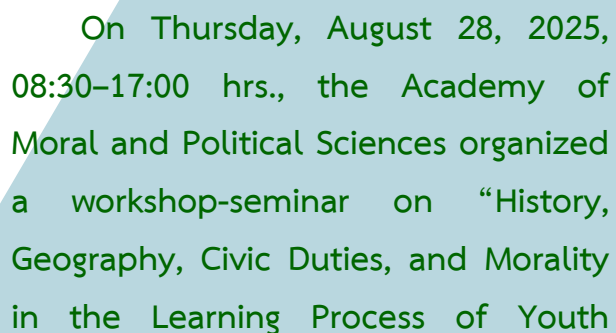 On Thursday, August 28, 2025,
08:30–17:00 hrs., the Academy of
Moral and Political Sciences organized
a workshop-seminar on “History,
Geography, Civic Duties, and Morality
in the Learning Process of Youth